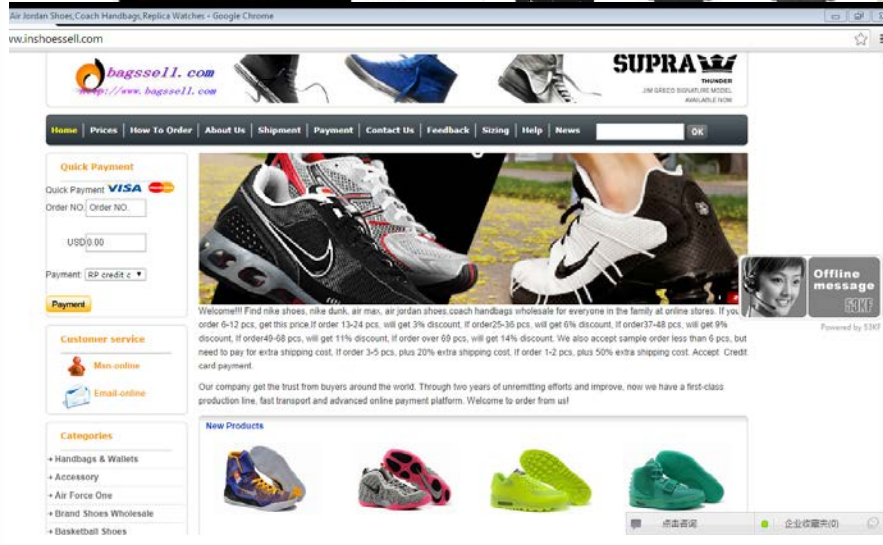 Air Jordan Shoes,Coach Handbags,Replica Watches - Google Chrome
ww.inshoessell.com
bagssell.com
http://www.bagssell.com
SUPRA
THUNDER
JIM GRECO SIGNATURE MODEL
AVAILABLE NOW
Home | Prices | How To Order | About Us | Shipment | Payment | Contact Us | Feedback | Sizing | Help | News OK
Quick Payment
Quick Payment VISA
Order NO. Order NO.
USD 0.00
Payment: RP credit c
Payment
Customer service
Msn-online
Email-online
Categories
+ Handbags & Wallets
+ Accessory
+ Air Force One
+ Brand Shoes Wholesale
+ Basketball Shoes
Welcome!!! Find nike shoes, nike dunk, air max, air jordan shoes,coach handbags wholesale for everyone in the family at online stores. If you
order 6-12 pcs, get this price,If order 13-24 pcs, will get 3% discount, If order25-36 pcs, will get 6% discount, If order37-48 pcs, will get 9%
discount, If order49-68 pcs, will get 11% discount, If order over 69 pcs, will get 14% discount. We also accept sample order less than 6 pcs, but
need to pay for extra shipping cost, If order 3-5 pcs, plus 20% extra shipping cost, If order 1-2 pcs, plus 50% extra shipping cost. Accept Credit
card payment.
Our company get the trust from buyers around the world. Through two years of unremitting efforts and improve, now we have a first-class
production line, fast transport and advanced online payment platform. Welcome to order from us!
New Products
Offline
message
53KF
Powered by 53KF
点击咨询
企业收藏夹(0)